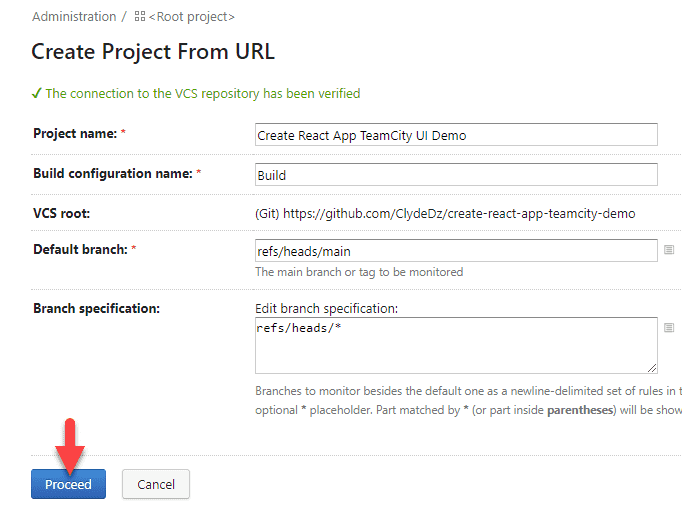 Administration / <Root project>
Create Project From URL
The connection to the VCS repository has been verified
Project name: * Create React App TeamCity UI Demo
Build configuration name: * Build
VCS root: (Git) https://github.com/ClydeDz/create-react-app-teamcity-demo
Default branch: * refs/heads/main
The main branch or tag to be monitored
Branch specification: Edit branch specification:
refs/heads/*
Branches to monitor besides the default one as a newline-delimited set of rules in t
optional * placeholder. Part matched by * (or part inside parentheses) will be show
Proceed Cancel